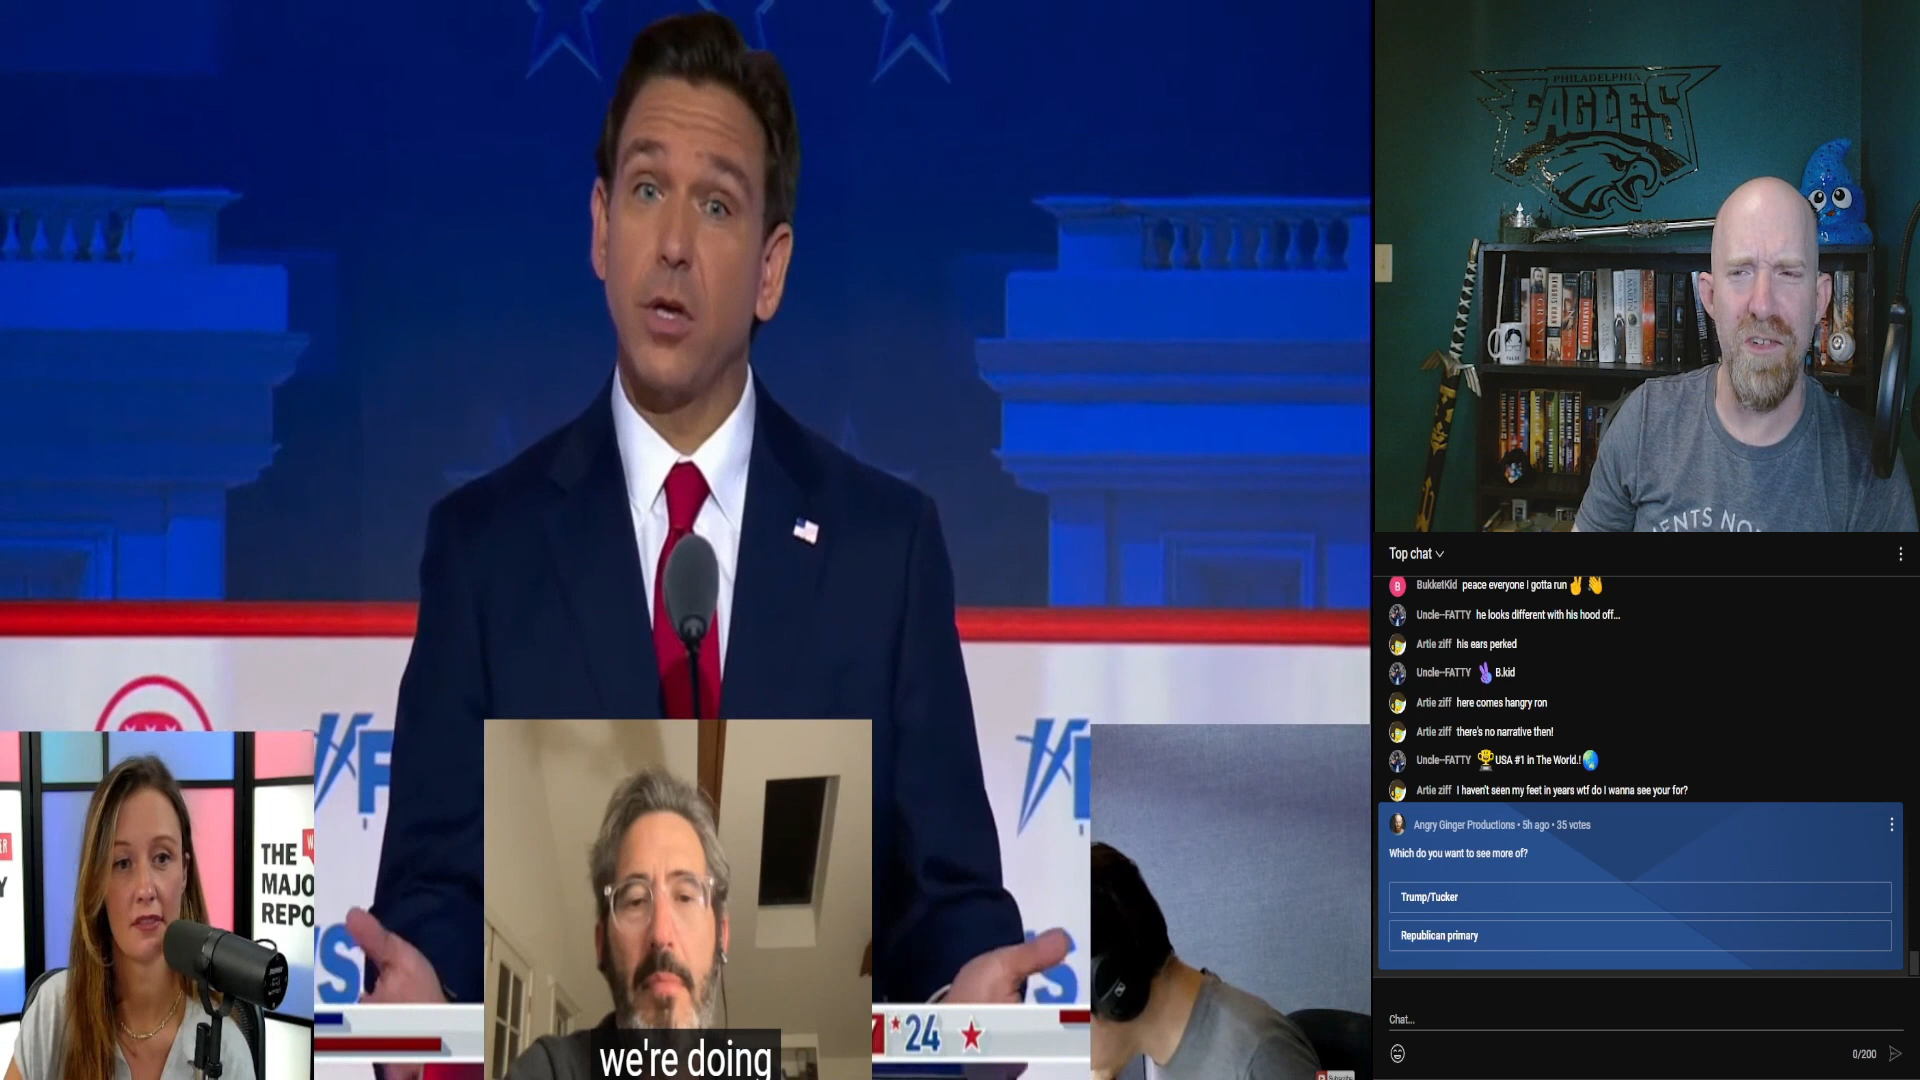 PHILADELPHIA
EAGLES
ENTS NO
Top chat
B BukketKid peace everyone I gotta run
Uncle--FATTY he looks different with his hood off...
Artie ziff his ears perked
Uncle--FATTY B.kid
Artie ziff here comes hangry ron
Artie ziff there's no narrative then!
Uncle--FATTY USA #1 in The World.!
Artie ziff I haven't seen my feet in years wtf do I wanna see your for?
Angry Ginger Productions • 5h ago • 35 votes
Which do you want to see more of?
Trump/Tucker
Republican primary
Chat...
0/200
THE
MAJO
REPO
24
we're doing
Subscribe